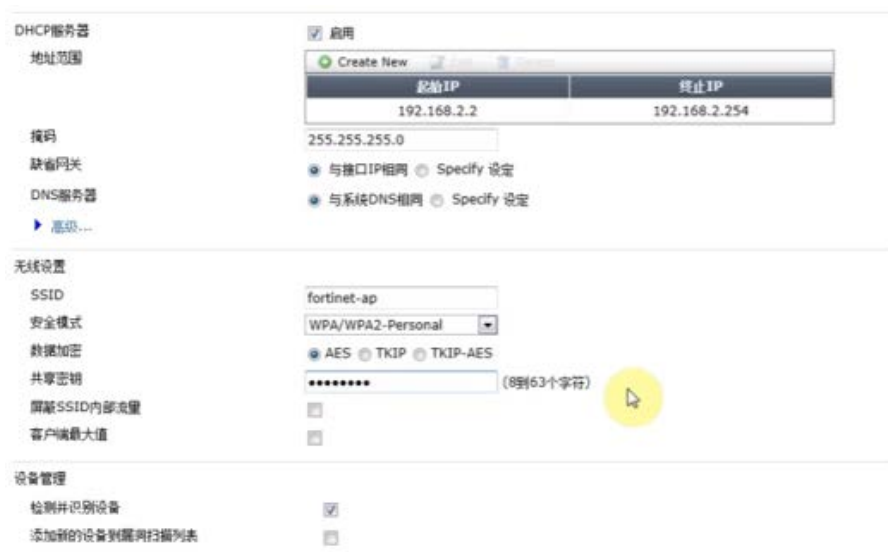 DHCP服务器 启用
地址范围 Create New Edit Delete
起始IP 终止IP
192.168.2.2 192.168.2.254
掩码 255.255.255.0
缺省网关 与接口IP相同 Specify 设定
DNS服务器 与系统DNS相同 Specify 设定
高级...
无线设置
SSID fortinet-ap
安全模式 WPA/WPA2-Personal
数据加密 AES TKIP TKIP-AES
共享密钥 •••••••• (8到63个字符)
屏蔽SSID内部流量
客户端最大值
设备管理
检测并识别设备
添加新的设备到漏洞扫描列表